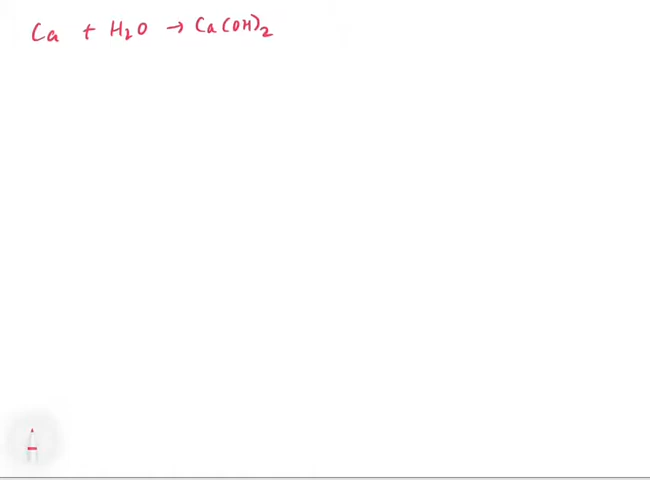 Ca + H₂O → Ca(OH)₂